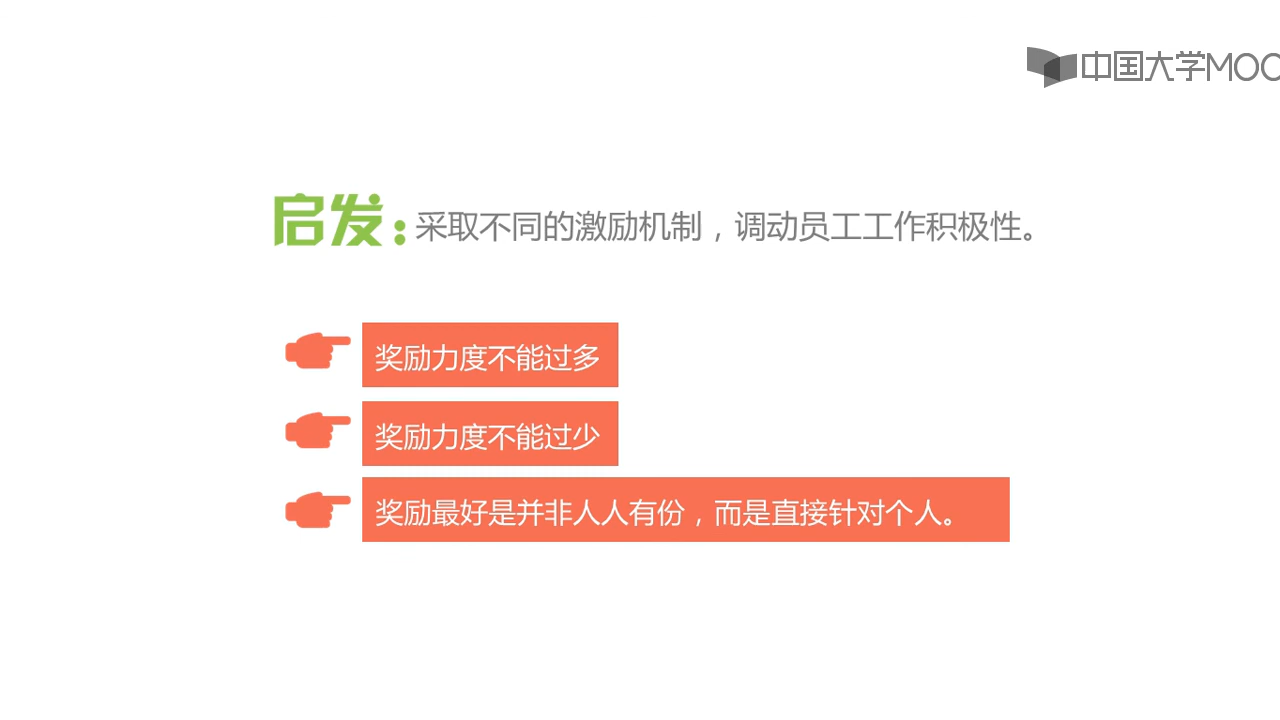 中国大学MOO
启发：采取不同的激励机制，调动员工工作积极性。
奖励力度不能过多
奖励力度不能过少
奖励最好是并非人人有份，而是直接针对个人。